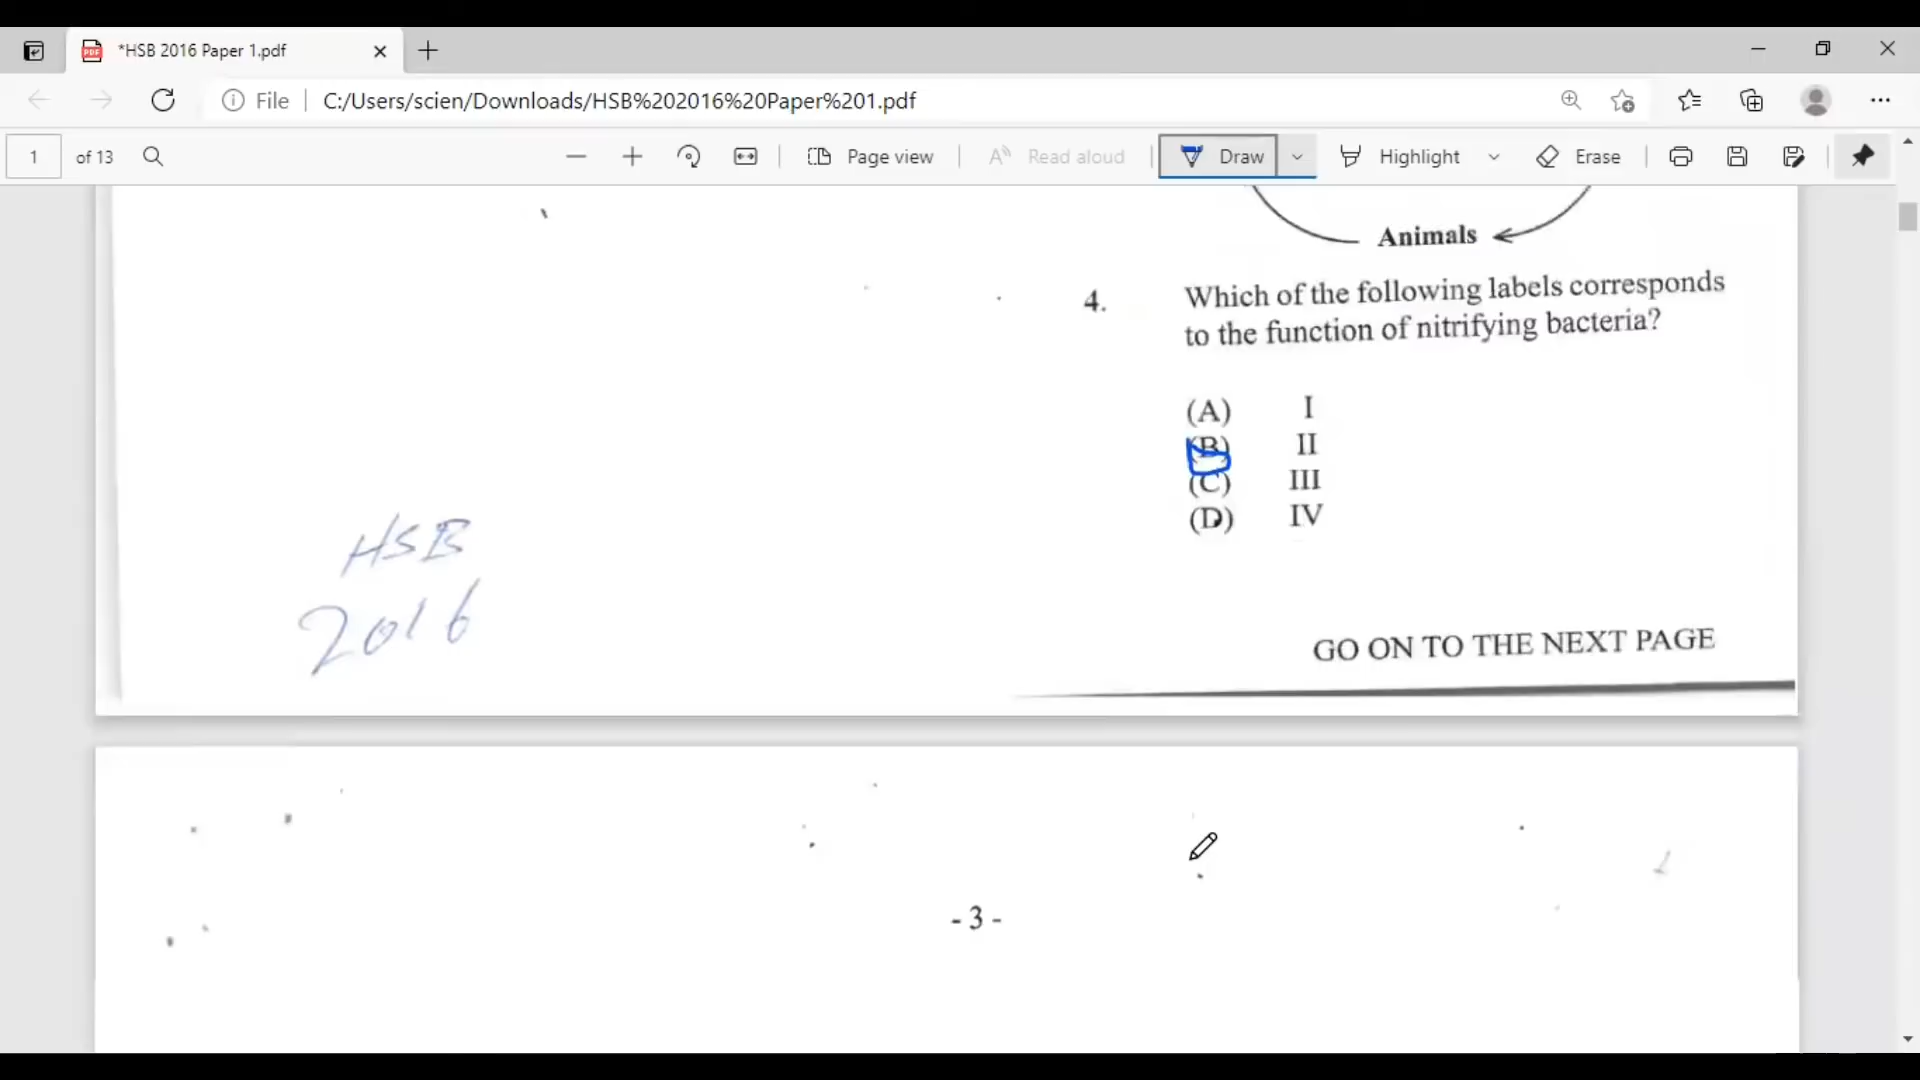 *HSB 2016 Paper 1.pdf
File
C:/Users/scien/Downloads/HSB%202016%20Paper%201.pdf
1 of 13
Page view
Read aloud
Draw
Highlight
Erase
Animals
4. Which of the following labels corresponds
to the function of nitrifying bacteria?
(A) I
(B) II
(C) III
(D) IV
HSB
2016
GO ON TO THE NEXT PAGE
- 3 -